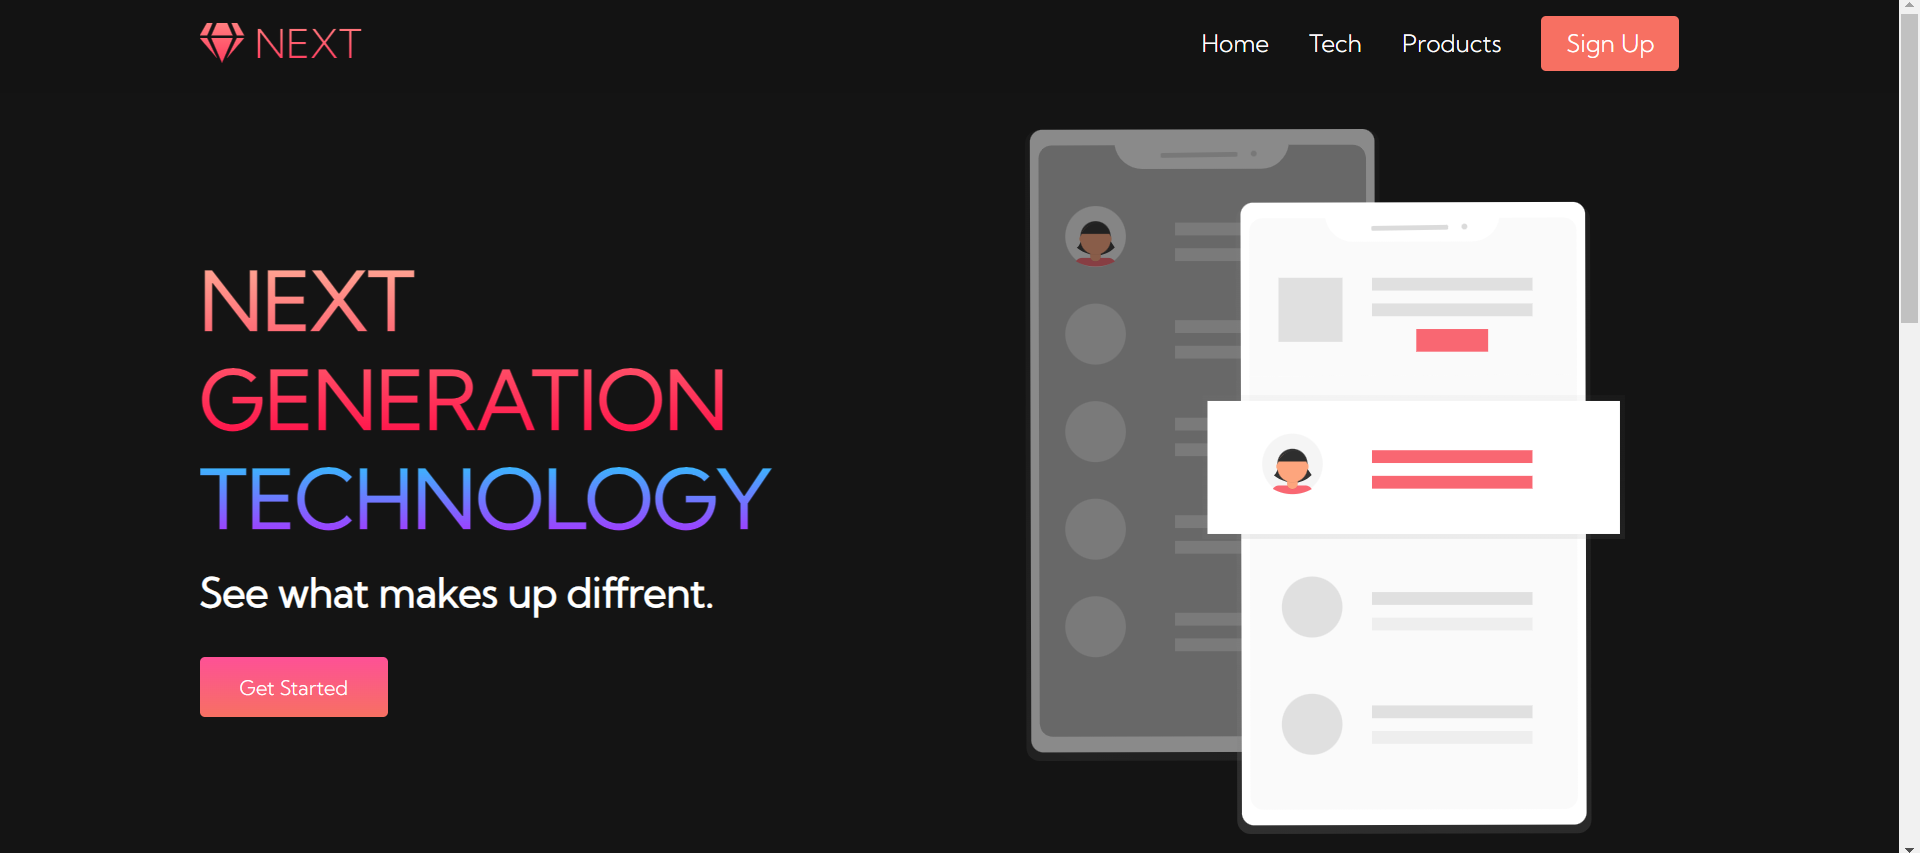 NEXT
Home
Tech
Products
Sign Up
NEXT
GENERATION
TECHNOLOGY
See what makes up diffrent.
Get Started